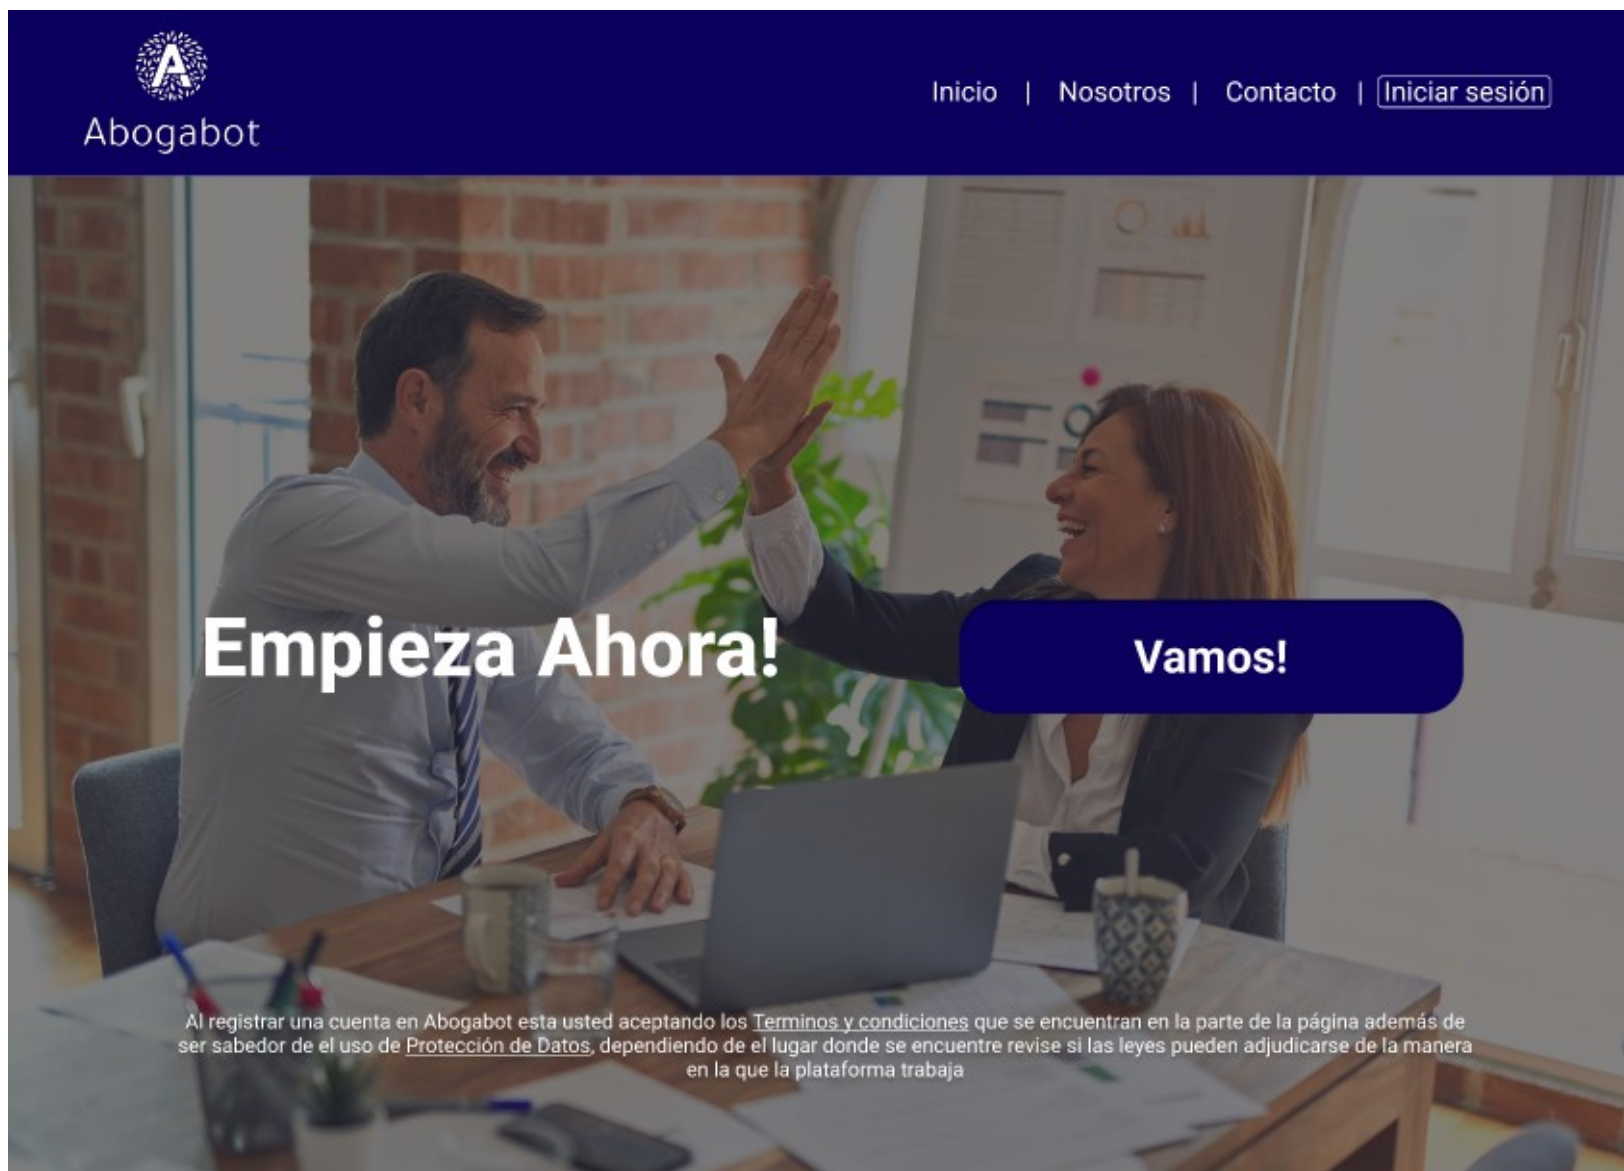 A
Abogabot
Inicio | Nosotros | Contacto | Iniciar sesión
Empieza Ahora!
Vamos!
Al registrar una cuenta en Abogabot esta usted aceptando los Terminos y condiciones que se encuentran en la parte de la página además de
ser sabedor de el uso de Protección de Datos, dependiendo de el lugar donde se encuentre revise si las leyes pueden adjudicarse de la manera
en la que la plataforma trabaja